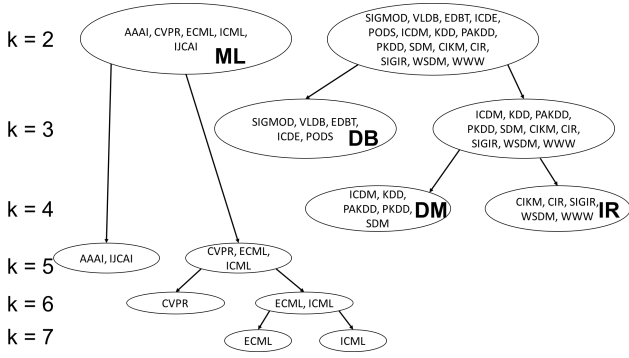 k = 2
AAAI, CVPR, ECML, ICML,
IJCAI
ML
SIGMOD, VLDB, EDBT, ICDE,
PODS, ICDM, KDD, PAKDD,
PKDD, SDM, CIKM, CIR,
SIGIR, WSDM, WWW
k = 3
SIGMOD, VLDB, EDBT,
ICDE, PODS
DB
ICDM, KDD, PAKDD,
PKDD, SDM, CIKM, CIR,
SIGIR, WSDM, WWW
k = 4
ICDM, KDD,
PAKDD, PKDD,
SDM
DM
CIKM, CIR, SIGIR,
WSDM, WWW
IR
k = 5
AAAI, IJCAI
CVPR, ECML,
ICML
k = 6
CVPR
ECML, ICML
k = 7
ECML
ICML